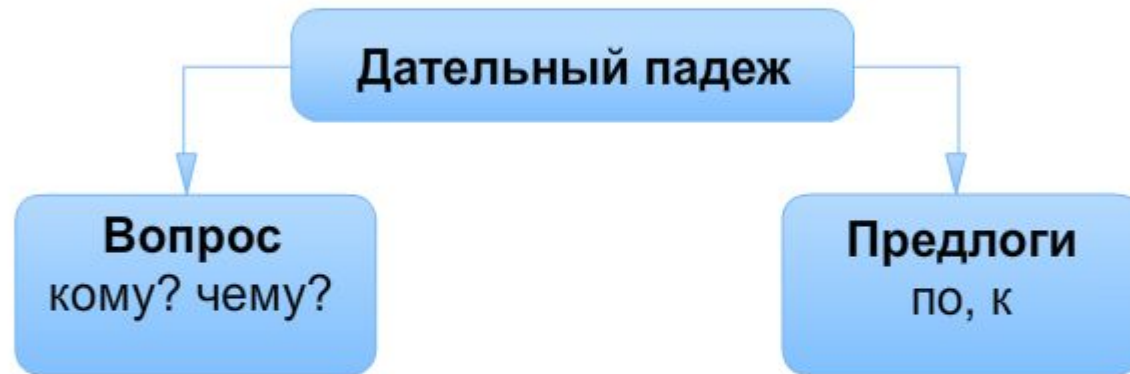 Дательный падеж
Вопрос
кому? чему?
Предлоги
по, к